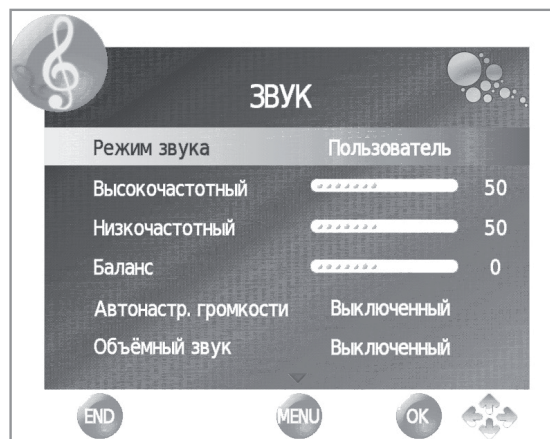 ЗВУК
Режим звука Пользователь
Высокочастотный 50
Низкочастотный 50
Баланс 0
Автонастр. громкости Выключенный
Объёмный звук Выключенный
END MENU OK